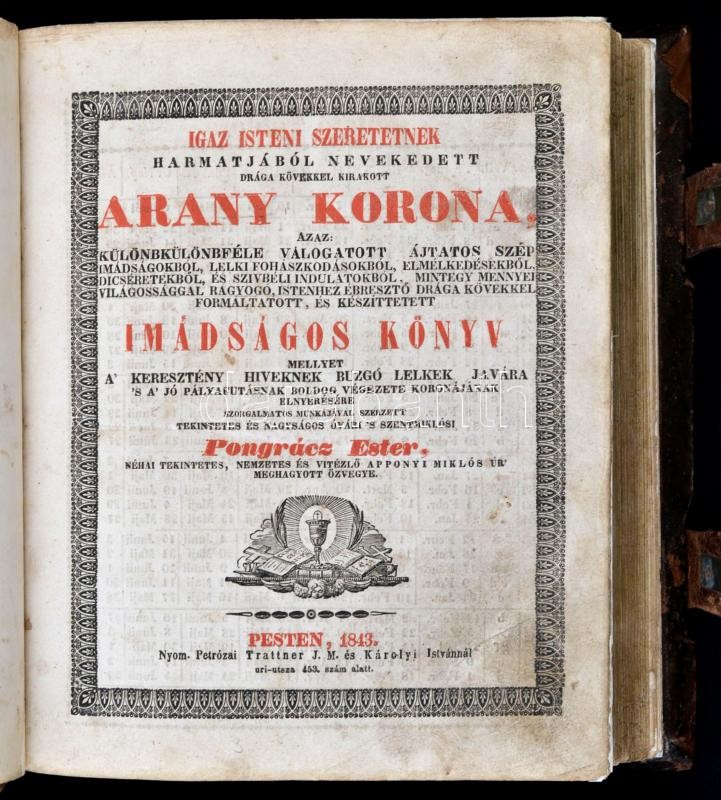 IGAZ ISTENI SZERETETNEK
HARMATJÁBÓL NEVEKEDETT
DRÁGA KÖVEKKEL KIRAKOTT
ARANY KORONA,
AZAZ:
KÜLÖNBKÜLÖNBFÉLE VÁLOGATOTT ÁJTATOS SZÉP
IMÁDSÁGOKBÓL, LELKI FOHÁSZKODÁSOKBÓL, ELMÉLKEDÉSEKBŐL,
DICSÉRETEKBŐL, ÉS SZIVBÉLI INDULATOKBÓL, MINTEGY MENNYEI
VILÁGOSSÁGGAL RAGYOGO, ISTENHEZ ÉBRESZTŐ DRÁGA KÖVEKKEL
FORMÁLTATOTT, ÉS KÉSZÍTTETETT
IMÁDSÁGOS KÖNYV
MELLYET
A' KERESZTÉNY HIVEKNEK BUZGÓ LELKEK JAVÁRA
'S A' JÓ PÁLYAFUTÁSNAK BOLDOG VÉGEZETE KORONÁJÁNAK
ELNYERÉSÉRE
SZORGALMATOS MUNKÁJÁVAL SZERZETT
TEKINTETES ÉS NAGYSÁGOS ÓVÁRI 'S SZENTMIKLÓSI
Pongrácz Ester,
NÉHAI TEKINTETES, NEMZETES ÉS VITÉZLŐ APPONYI MIKLÓS ÚR'
MEGHAGYOTT ÖZVEGYE.
PESTEN, 1843.
Nyom. Petrózai Trattner J. M. és Károlyi Istvánnál
uri-utsza 453. szám alatt.